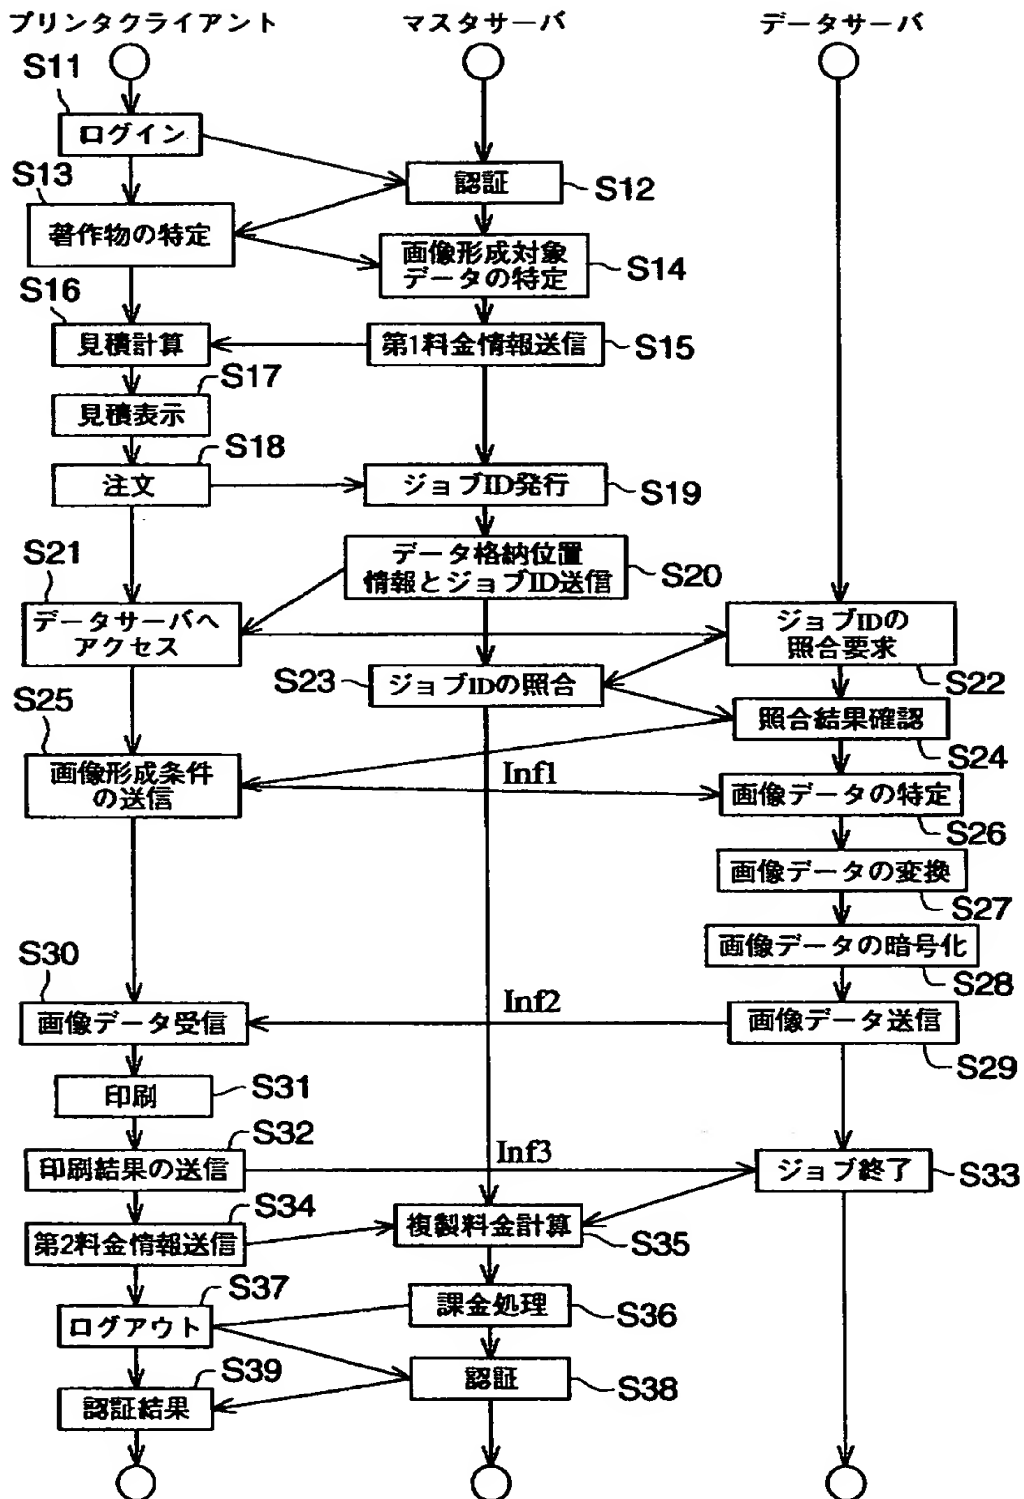 プリンタクライアント
マスタサーバ
データサーバ
S11
ログイン
S13
認証
S12
著作物の特定
画像形成対象
データの特定
S14
S16
見積計算
第1料金情報送信
S15
S17
見積表示
S18
注文
ジョブID発行
S19
S21
データ格納位置
情報とジョブID送信
S20
データサーバへ
アクセス
ジョブIDの
照合要求
S22
S23
ジョブIDの照合
S25
照合結果確認
S24
画像形成条件
の送信
Inf1
画像データの特定
S26
画像データの変換
S27
S30
画像データの暗号化
S28
画像データ受信
Inf2
画像データ送信
S29
印刷
S31
S32
印刷結果の送信
Inf3
ジョブ終了
S33
S34
第2料金情報送信
複製料金計算
S35
S37
ログアウト
課金処理
S36
S39
認証
S38
認証結果